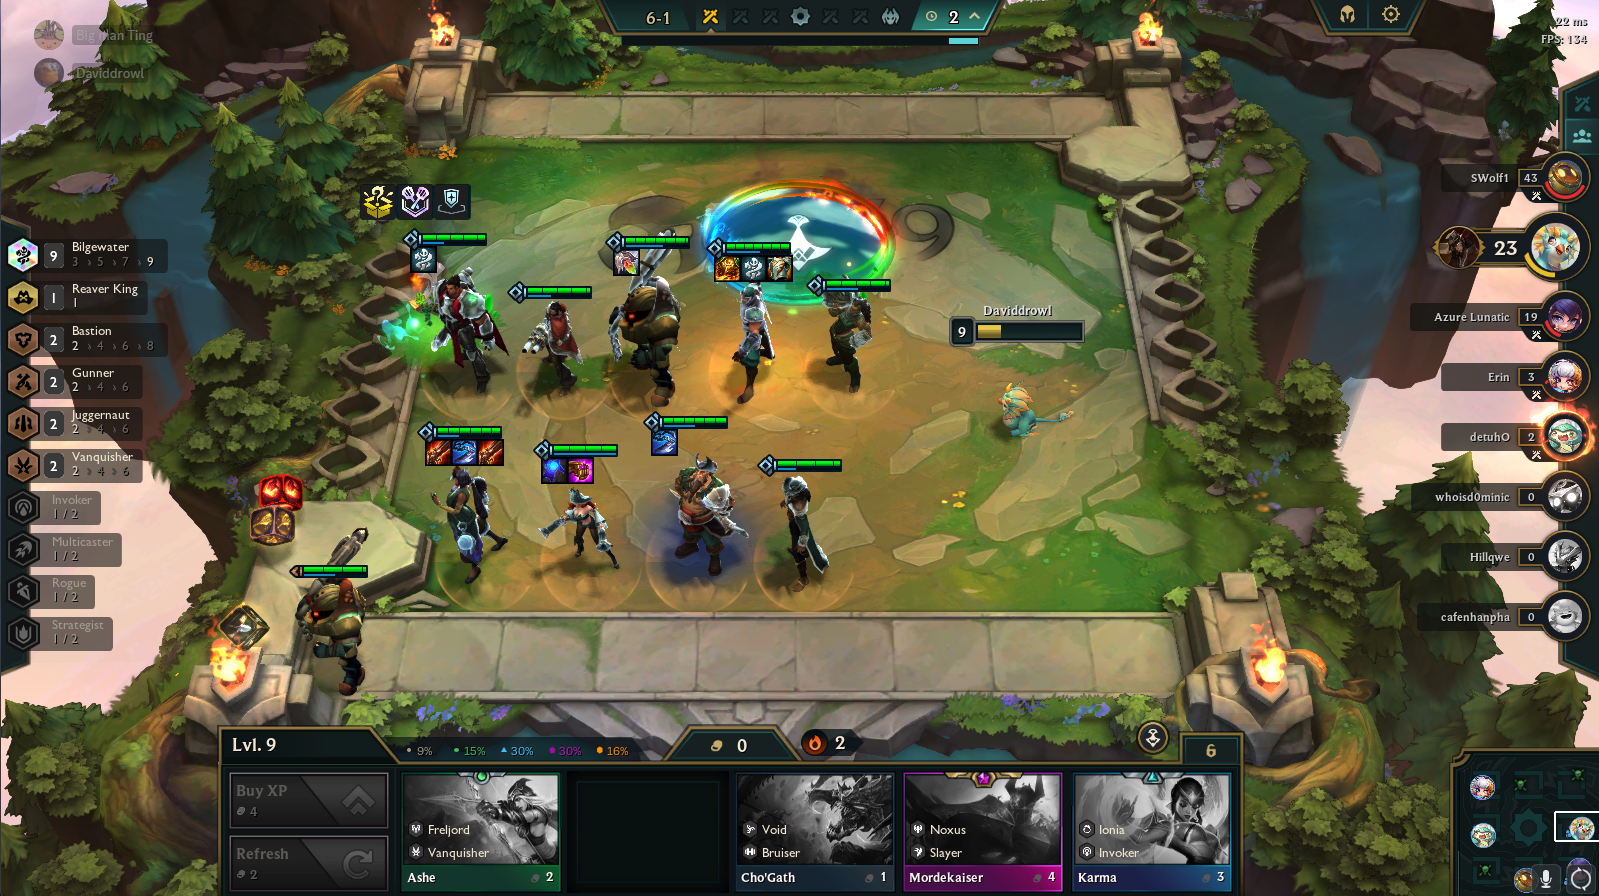 Big Man Ting
Daviddrowl
6-1
2
22 ms
FPS: 134
9
Bilgewater
3 › 5 › 7 › 9
1
Reaver King
1
2
Bastion
2 › 4 › 6 › 8
2
Gunner
2 › 4 › 6
2
Juggernaut
2 › 4 › 6
2
Vanquisher
2 › 4 › 6
Invoker
1 / 2
Multicaster
1 / 2
Rogue
1 / 2
Strategist
1 / 2
9
Daviddrowl
9
SWolf1 43
23
Azure Lunatic 19
Erin 3
detuhO 2
whoisd0minic 0
Hillqwe 0
cafenhanpha 0
Lvl. 9
9% 15% 30% 30% 16%
0
2
6
Buy XP
4
Refresh
2
Freljord
Vanquisher
Ashe 2
Void
Bruiser
Cho'Gath 1
Noxus
Slayer
Mordekaiser 4
Ionia
Invoker
Karma 3